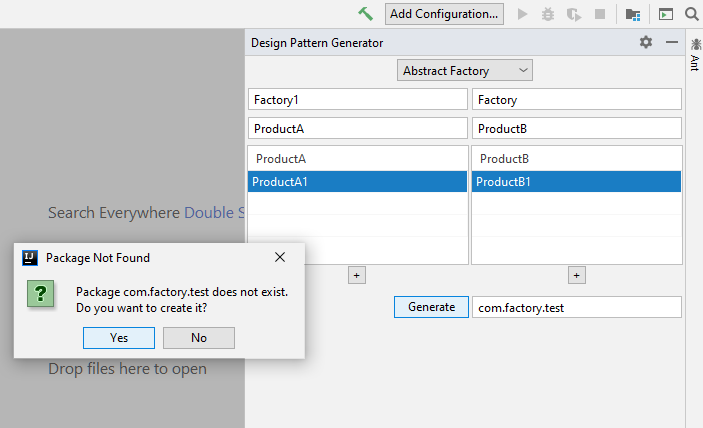 Add Configuration...
Design Pattern Generator
Ant
Abstract Factory
Factory1
Factory
ProductA
ProductB
ProductA
ProductB
ProductA1
ProductB1
Search Everywhere Double S
+
+
Generate
com.factory.test
IJ
Package Not Found
?
Package com.factory.test does not exist.
Do you want to create it?
Yes
No
Drop files here to open